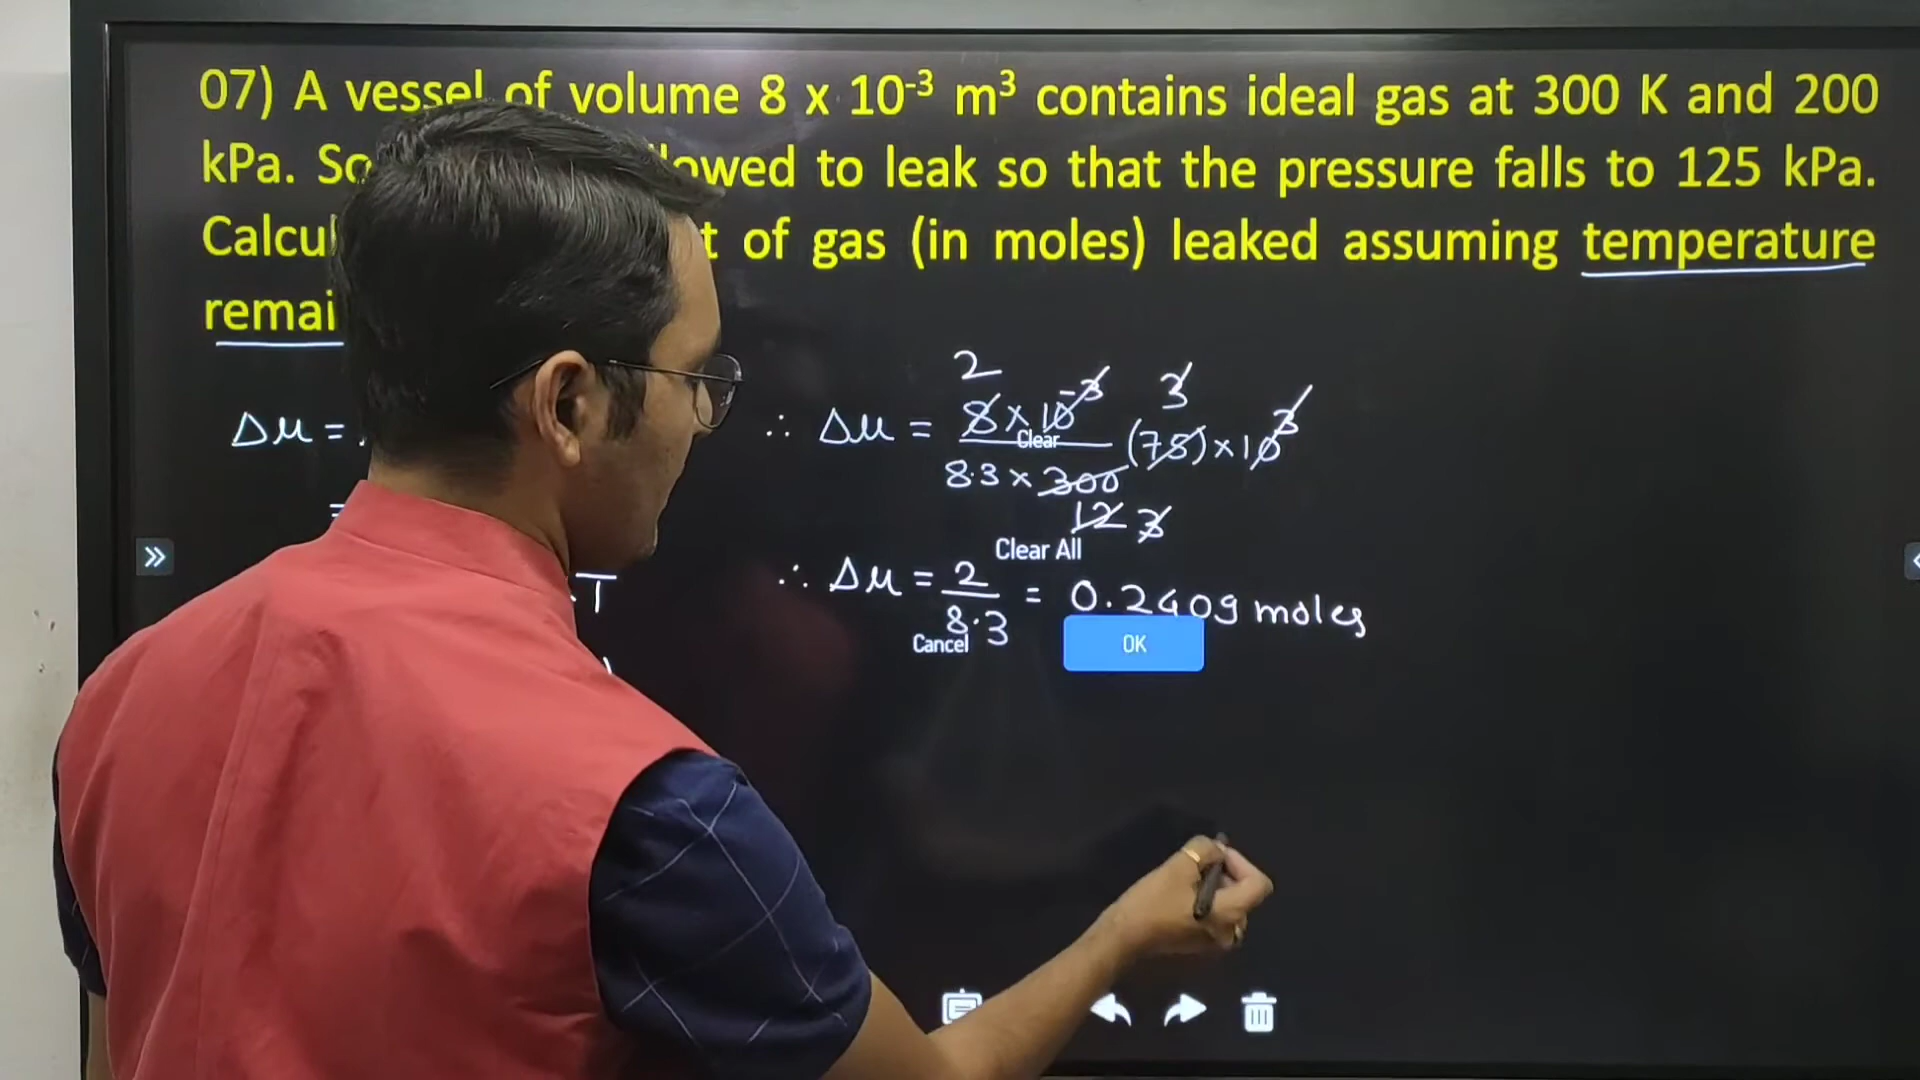 07) A vessel of volume 8 x 10⁻³ m³ contains ideal gas at 300 K and 200
kPa. So lowed to leak so that the pressure falls to 125 kPa.
Calcul t of gas (in moles) leaked assuming temperature
remai
Δμ =
=
T
2
3
∴ Δμ = 8 × 10⁻³ / 8.3 × 300 (75) × 10³
12 3
∴ Δμ = 2 / 8.3 = 0.2409 moles
Clear
Clear All
Cancel
OK